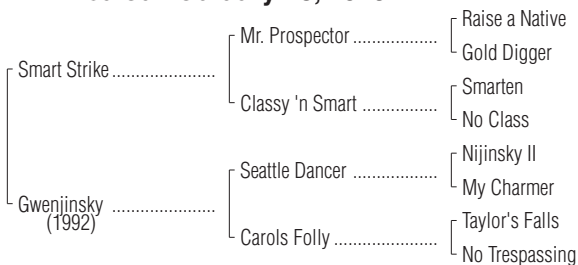 Raise a Native
Mr. Prospector ....................
Gold Digger
Smart Strike ........................
Smarten
Classy 'n Smart ..................
No Class
Nijinsky II
Seattle Dancer ....................
My Charmer
Gwenjinsky ........................
(1992)
Taylor's Falls
Carols Folly ........................
No Trespassing